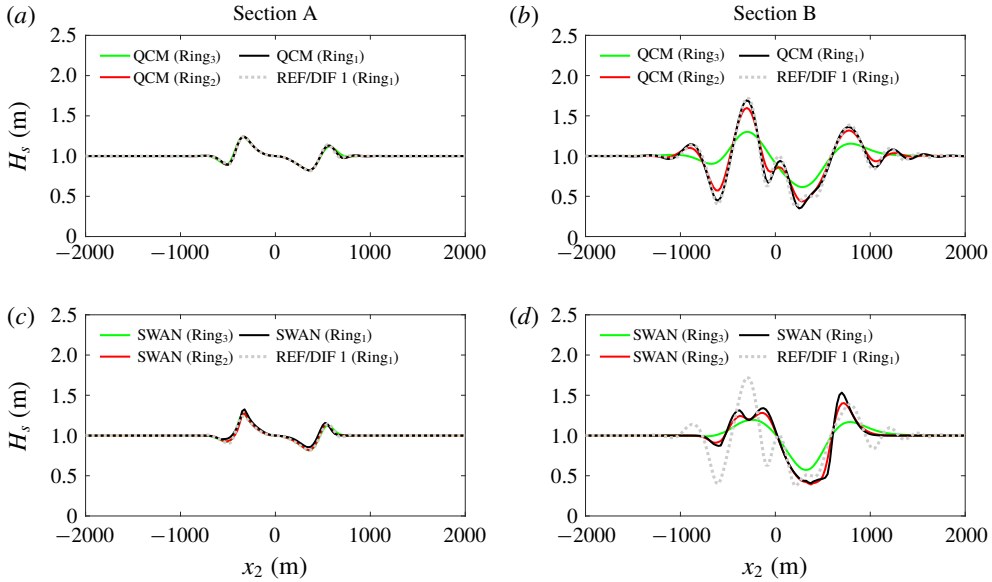 (a) Section A
2.5
QCM (Ring3) QCM (Ring1)
2.0
QCM (Ring2) REF/DIF 1 (Ring1)
1.5
Hs (m)
1.0
0.5
0
−2000 −1000 0 1000 2000
(b) Section B
2.5
QCM (Ring3) QCM (Ring1)
2.0
QCM (Ring2) REF/DIF 1 (Ring1)
1.5
1.0
0.5
0
−2000 −1000 0 1000 2000
(c)
2.5
SWAN (Ring3) SWAN (Ring1)
2.0
SWAN (Ring2) REF/DIF 1 (Ring1)
1.5
Hs (m)
1.0
0.5
0
−2000 −1000 0 1000 2000
x2 (m)
(d)
2.5
SWAN (Ring3) SWAN (Ring1)
2.0
SWAN (Ring2) REF/DIF 1 (Ring1)
1.5
1.0
0.5
0
−2000 −1000 0 1000 2000
x2 (m)